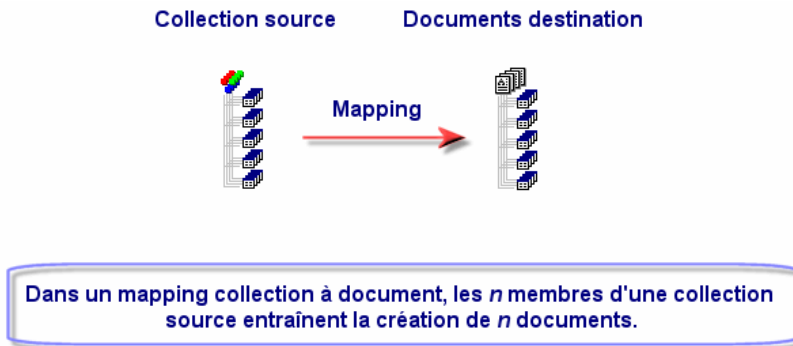 Collection source
Documents destination
Mapping
Dans un mapping collection à document, les n membres d'une collection
source entraînent la création de n documents.